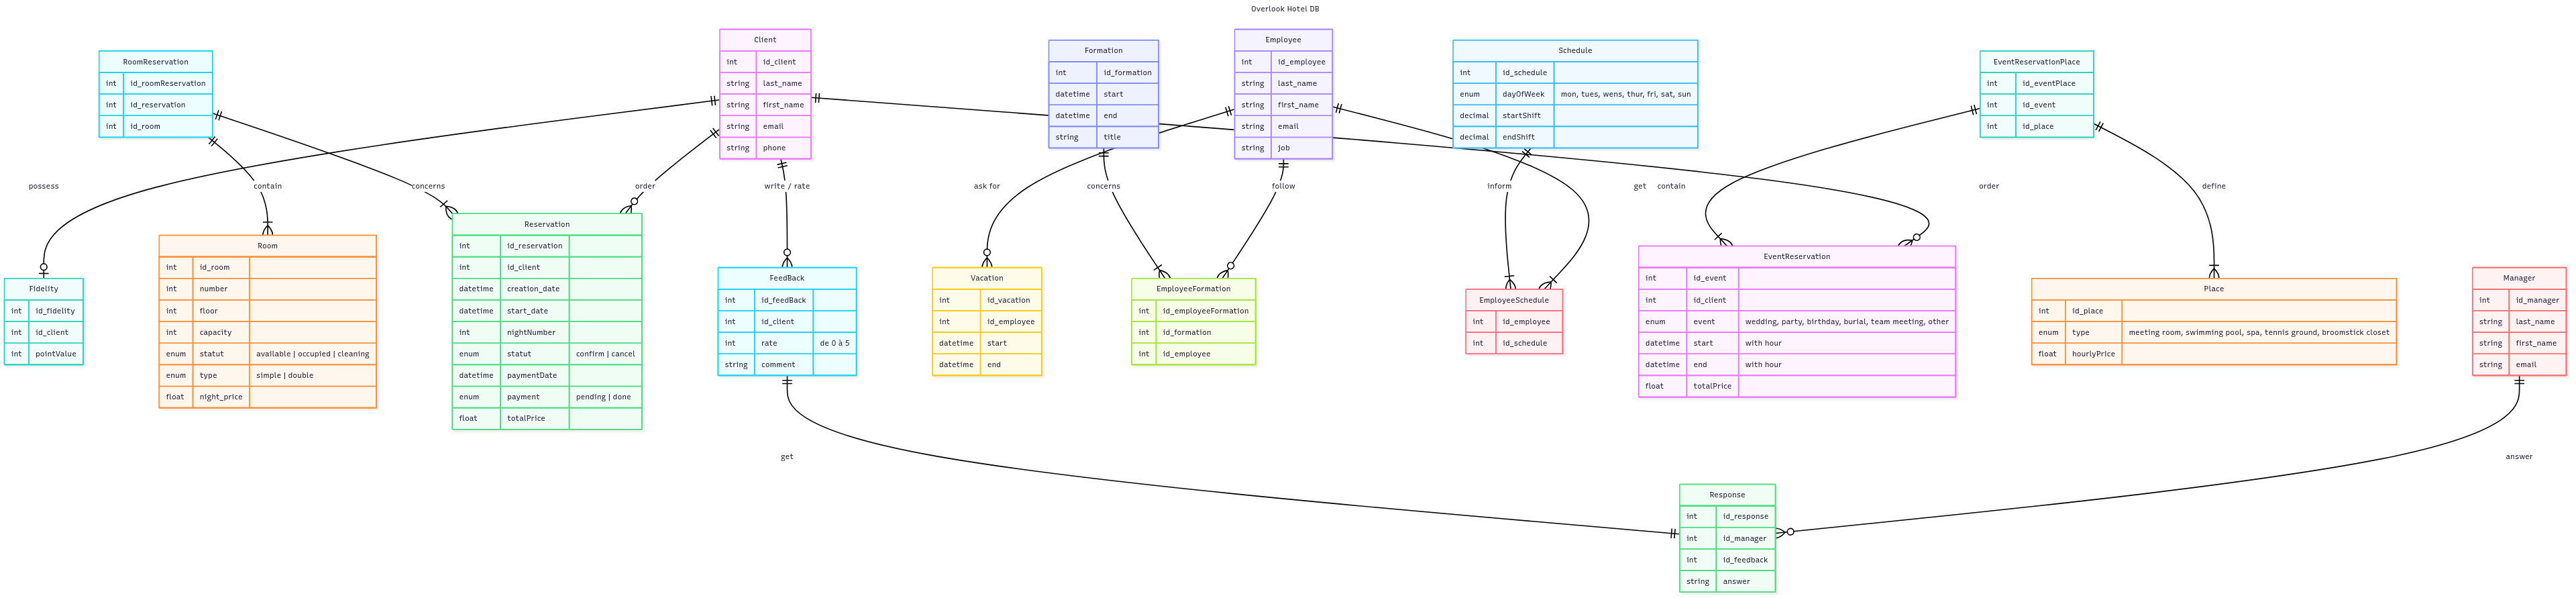 Overlook Hotel DB
RoomReservation
int id_roomReservation
int id_reservation
int id_room
Client
int id_client
string last_name
string first_name
string email
string phone
Formation
int id_formation
datetime start
datetime end
string title
Employee
int id_employee
string last_name
string first_name
string email
string job
Schedule
int id_schedule
enum dayOfWeek mon, tues, wens, thur, fri, sat, sun
decimal startShift
decimal endShift
EventReservationPlace
int id_eventPlace
int id_event
int id_place
possess
contain
concerns
order
write / rate
ask for
concerns
follow
inform
get
contain
order
define
Fidelity
int id_fidelity
int id_client
int pointValue
Room
int id_room
int number
int floor
int capacity
enum statut available | occupied | cleaning
enum type simple | double
float night_price
Reservation
int id_reservation
int id_client
datetime creation_date
datetime start_date
int nightNumber
enum statut confirm | cancel
datetime paymentDate
enum payment pending | done
float totalPrice
FeedBack
int id_feedBack
int id_client
int rate de 0 à 5
string comment
Vacation
int id_vacation
int id_employee
datetime start
datetime end
EmployeeFormation
int id_employeeFormation
int id_formation
int id_employee
EmployeeSchedule
int id_employee
int id_schedule
EventReservation
int id_event
int id_client
enum event wedding, party, birthday, burial, team meeting, other
datetime start with hour
datetime end with hour
float totalPrice
Place
int id_place
enum type meeting room, swimming pool, spa, tennis ground, broomstick closet
float hourlyPrice
Manager
int id_manager
string last_name
string first_name
string email
get
answer
Response
int id_response
int id_manager
int id_feedback
string answer